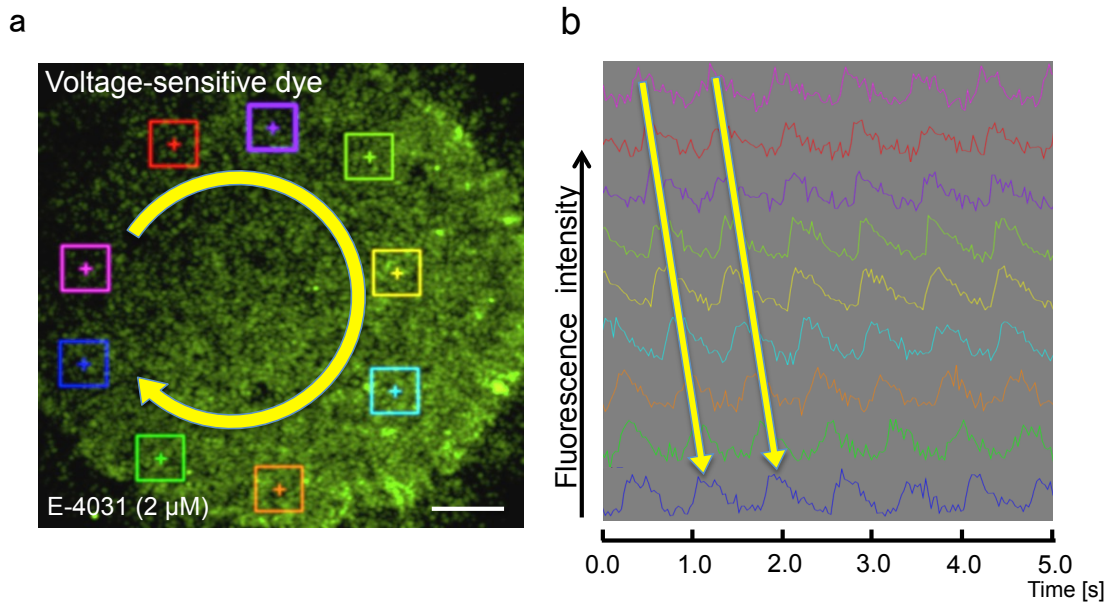 a
Voltage-sensitive dye
E-4031 (2 µM)
b
Fluorescence intensity
0.0 1.0 2.0 3.0 4.0 5.0
Time [s]